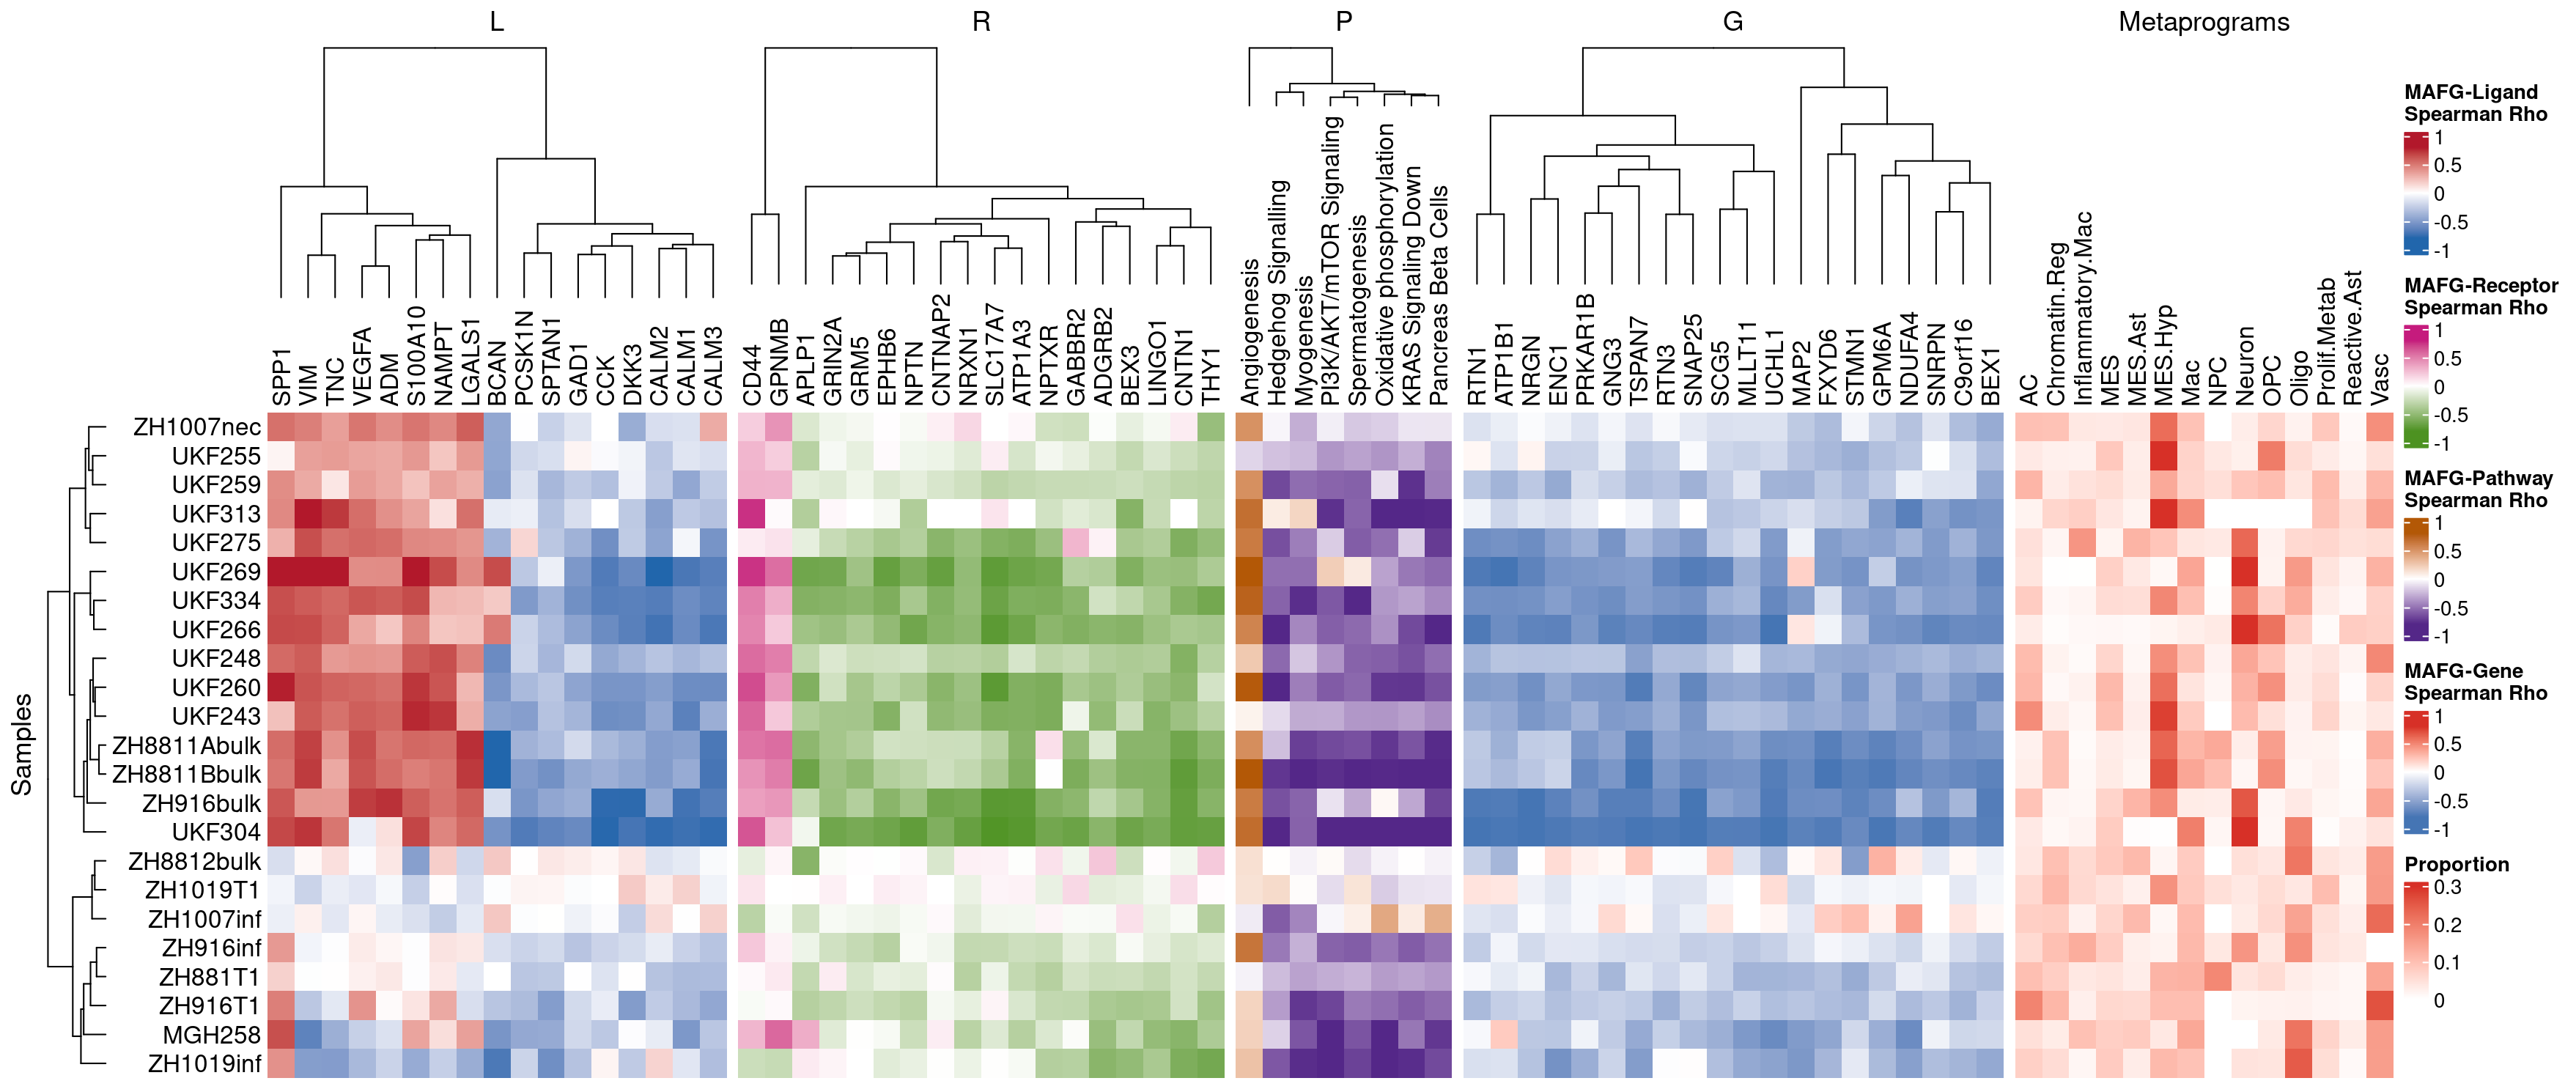 L R P G Metaprograms
SPP1 VIM TNC VEGFA ADM S100A10 NAMPT LGALS1 BCAN PCSK1N SPTAN1 GAD1 CCK DKK3 CALM2 CALM1 CALM3
CD44 GPNMB APLP1 GRIN2A GRM5 EPHB6 NPTN CNTNAP2 NRXN1 SLC17A7 ATP1A3 NPTXR GABBR2 ADGRB2 BEX3 LINGO1 CNTN1 THY1
Angiogenesis
Hedgehog Signalling
Myogenesis
PI3K/AKT/mTOR Signaling
Spermatogenesis
Oxidative phosphorylation
KRAS Signaling Down
Pancreas Beta Cells
RTN1 ATP1B1 NRGN ENC1 PRKAR1B GNG3 TSPAN7 RTN3 SNAP25 SCG5 MLLT11 UCHL1 MAP2 FXYD6 STMN1 GPM6A NDUFA4 SNRPN C9orf16 BEX1
AC Chromatin.Reg Inflammatory.Mac MES MES.Ast MES.Hyp Mac NPC Neuron OPC Oligo Prolif.Metab Reactive.Ast Vasc
Samples
ZH1007nec
UKF255
UKF259
UKF313
UKF275
UKF269
UKF334
UKF266
UKF248
UKF260
UKF243
ZH8811Abulk
ZH8811Bbulk
ZH916bulk
UKF304
ZH8812bulk
ZH1019T1
ZH1007inf
ZH916inf
ZH881T1
ZH916T1
MGH258
ZH1019inf
MAFG-Ligand
Spearman Rho
1
0.5
0
-0.5
-1
MAFG-Receptor
Spearman Rho
1
0.5
0
-0.5
-1
MAFG-Pathway
Spearman Rho
1
0.5
0
-0.5
-1
MAFG-Gene
Spearman Rho
1
0.5
0
-0.5
-1
Proportion
0.3
0.2
0.1
0